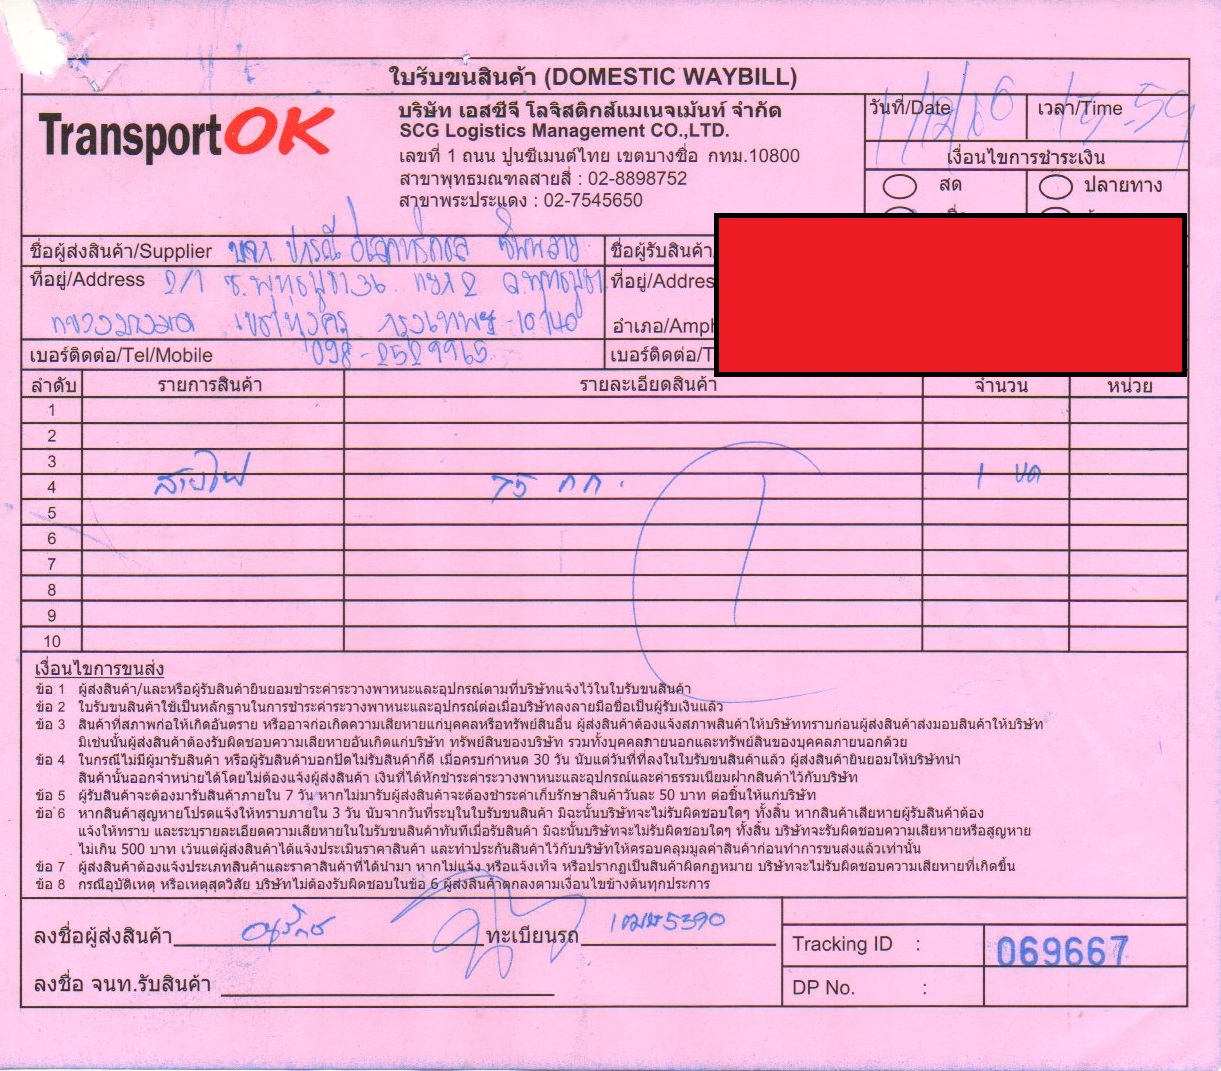 ใบรับขนสินค้า (DOMESTIC WAYBILL)
TransportOK
บริษัท เอสซีจี โลจิสติกส์แมเนจเม้นท์ จำกัด
SCG Logistics Management CO.,LTD.
เลขที่ 1 ถนน ปูนซีเมนต์ไทย เขตบางซื่อ กทม.10800
สาขาพุทธมณฑลสายสี่ : 02-8898752
สาขาพระประแดง : 02-7545650
วันที่/Date เวลา/Time
เงื่อนไขการชำระเงิน
สด ปลายทาง
ชื่อผู้ส่งสินค้า/Supplier ชื่อผู้รับสินค้า
ที่อยู่/Address 2/1 ซ.พุทธบูชา 36 แยก 2 ถ.พุทธบูชา ที่อยู่/Addres
แขวงบางมด เขตทุ่งครุ กรุงเทพฯ 10140 อำเภอ/Amp
เบอร์ติดต่อ/Tel/Mobile 098-2529965 เบอร์ติดต่อ/T
ลำดับ รายการสินค้า รายละเอียดสินค้า จำนวน หน่วย
1
2
3
4 สายไฟ 75 กก. 1 ขด
5
6
7
8
9
10
เงื่อนไขการขนส่ง
ข้อ 1 ผู้ส่งสินค้า/และหรือผู้รับสินค้ายินยอมชำระค่าระวางพาหนะและอุปกรณ์ตามที่บริษัทแจ้งไว้ในใบรับขนสินค้า
ข้อ 2 ใบรับขนสินค้าใช้เป็นหลักฐานในการชำระค่าระวางพาหนะและอุปกรณ์ต่อเมื่อบริษัทลงลายมือชื่อเป็นผู้รับเงินแล้ว
ข้อ 3 สินค้าที่สภาพก่อให้เกิดอันตราย หรืออาจก่อเกิดความเสียหายแก่บุคคลหรือทรัพย์สินอื่น ผู้ส่งสินค้าต้องแจ้งสภาพสินค้าให้บริษัททราบก่อนผู้ส่งสินค้าส่งมอบสินค้าให้บริษัท
มิเช่นนั้นผู้ส่งสินค้าต้องรับผิดชอบความเสียหายอันเกิดแก่บริษัท ทรัพย์สินของบริษัท รวมทั้งบุคคลภายนอกและทรัพย์สินของบุคคลภายนอกด้วย
ข้อ 4 ในกรณีไม่มีผู้มารับสินค้า หรือผู้รับสินค้าบอกปัดไม่รับสินค้าก็ดี เมื่อครบกำหนด 30 วัน นับแต่วันที่ที่ลงในใบรับขนสินค้าแล้ว ผู้ส่งสินค้ายินยอมให้บริษัทนำ
สินค้านั้นออกจำหน่ายได้โดยไม่ต้องแจ้งผู้ส่งสินค้า เงินที่ได้หักชำระค่าระวางพาหนะและอุปกรณ์และค่าธรรมเนียมฝากสินค้าไว้กับบริษัท
ข้อ 5 ผู้รับสินค้าจะต้องมารับสินค้าภายใน 7 วัน หากไม่มารับผู้ส่งสินค้าจะต้องชำระค่าเก็บรักษาสินค้าวันละ 50 บาท ต่อชิ้นให้แก่บริษัท
ข้อ 6 หากสินค้าสูญหายโปรดแจ้งให้ทราบภายใน 3 วัน นับจากวันที่ระบุในใบรับขนสินค้า มิฉะนั้นบริษัทจะไม่รับผิดชอบใดๆ ทั้งสิ้น หากสินค้าเสียหายผู้รับสินค้าต้อง
แจ้งให้ทราบ และระบุรายละเอียดความเสียหายในใบรับขนสินค้าทันทีเมื่อรับสินค้า มิฉะนั้นบริษัทจะไม่รับผิดชอบใดๆ ทั้งสิ้น บริษัทจะรับผิดชอบความเสียหายหรือสูญหาย
ไม่เกิน 500 บาท เว้นแต่ผู้ส่งสินค้าได้แจ้งประเมินราคาสินค้า และทำประกันสินค้าไว้กับบริษัทให้ครอบคลุมมูลค่าสินค้าก่อนทำการขนส่งแล้วเท่านั้น
ข้อ 7 ผู้ส่งสินค้าต้องแจ้งประเภทสินค้าและราคาสินค้าที่ได้นำมา หากไม่แจ้ง หรือแจ้งเท็จ หรือปรากฏเป็นสินค้าผิดกฎหมาย บริษัทจะไม่รับผิดชอบความเสียหายที่เกิดขึ้น
ข้อ 8 กรณีอุบัติเหตุ หรือเหตุสุดวิสัย บริษัทไม่ต้องรับผิดชอบในข้อ 6 ผู้ส่งสินค้าตกลงตามเงื่อนไขข้างต้นทุกประการ
ลงชื่อผู้ส่งสินค้า ทะเบียนรถ
ลงชื่อ จนท.รับสินค้า
Tracking ID : 069667
DP No. :